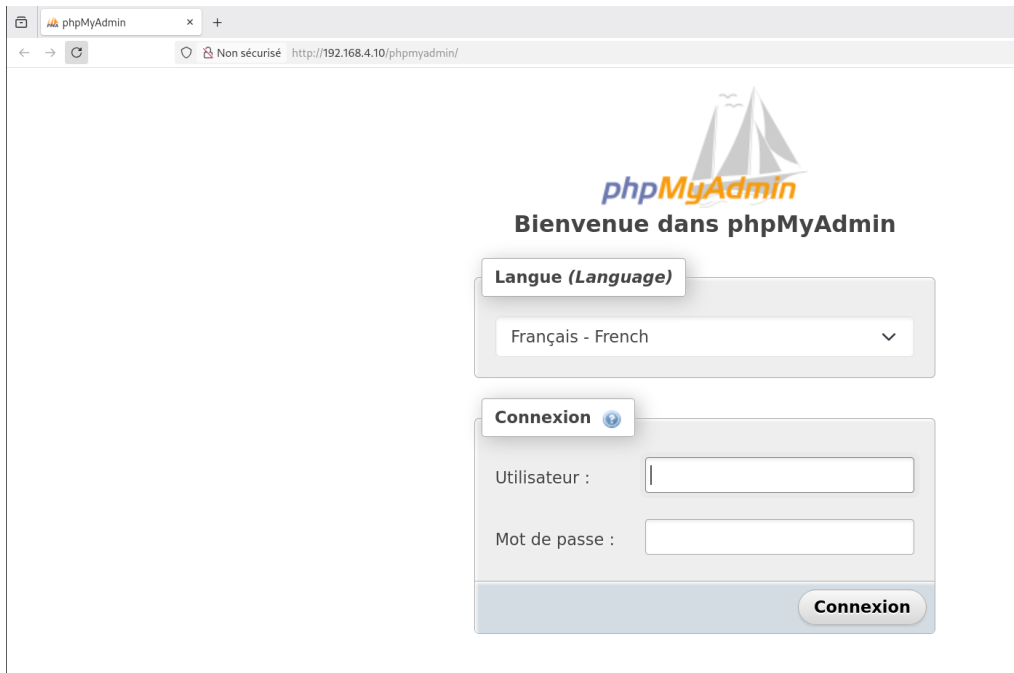 phpMyAdmin
Non sécurisé http://192.168.4.10/phpmyadmin/
phpMyAdmin
Bienvenue dans phpMyAdmin
Langue (Language)
Français - French
Connexion
Utilisateur :
Mot de passe :
Connexion